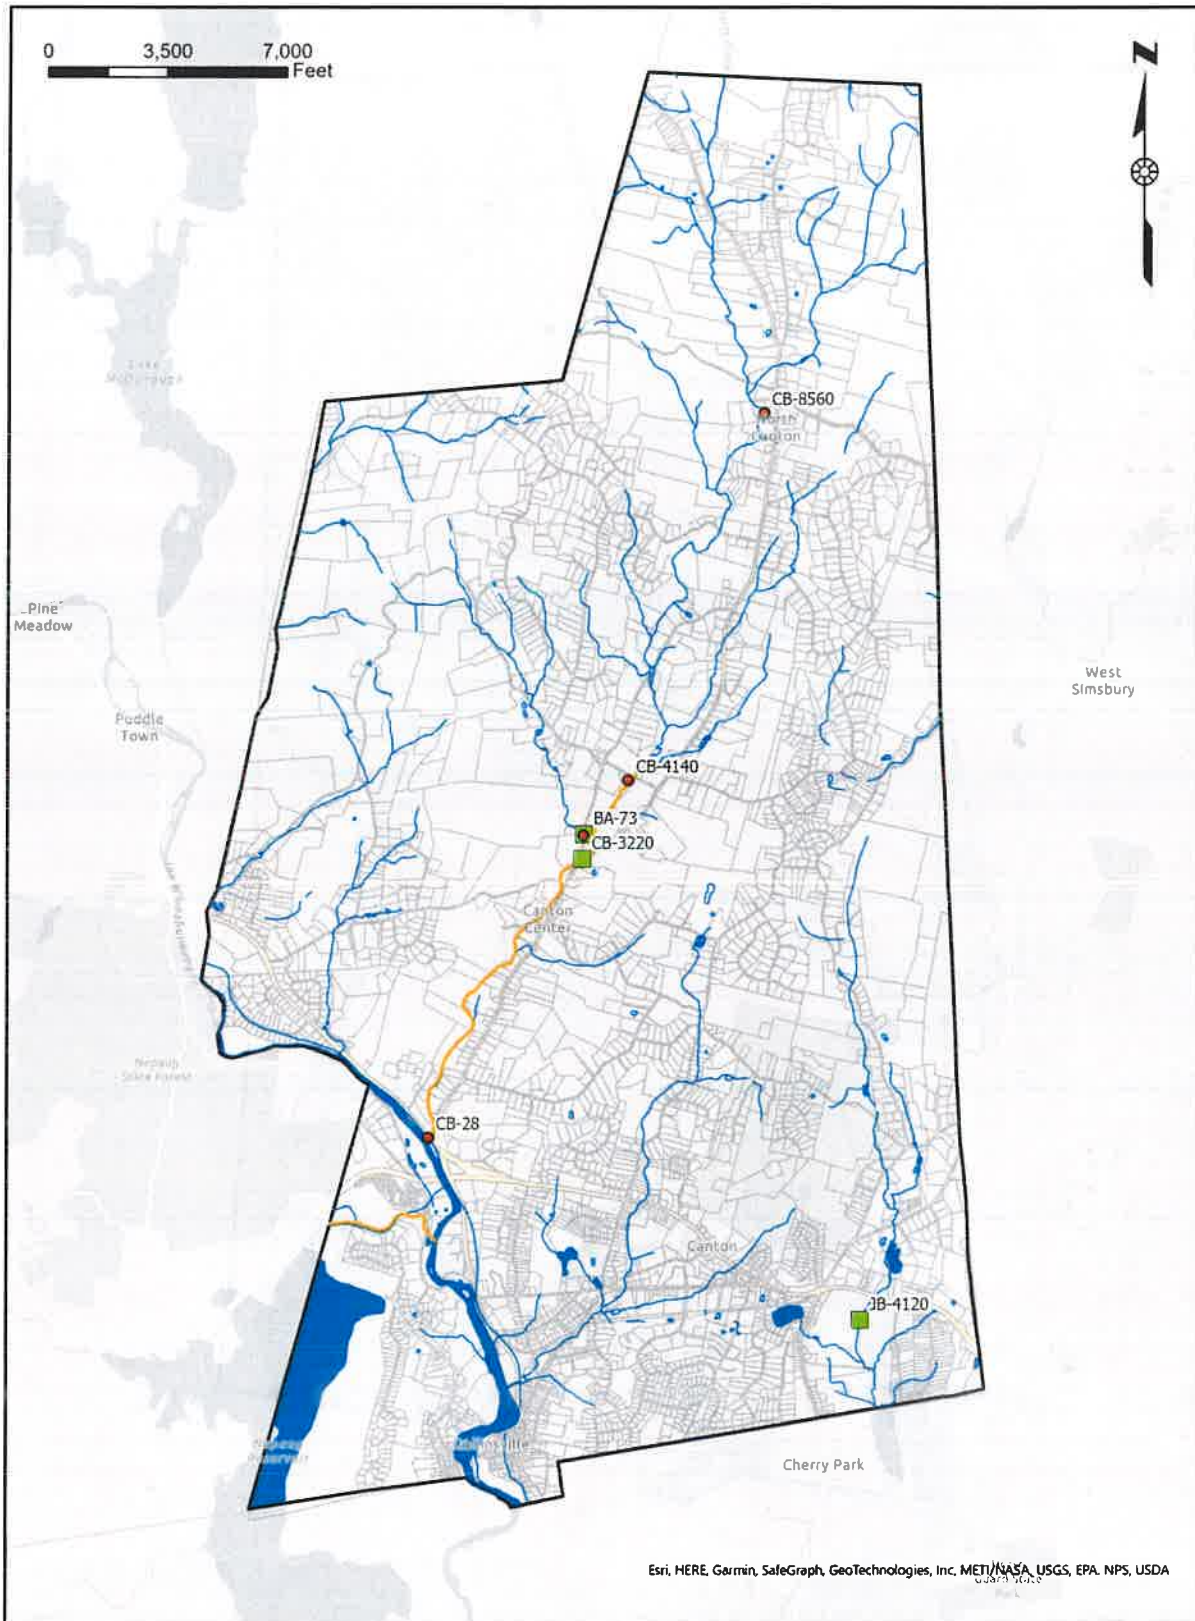 0 3,500 7,000
Feet
N
CB-8560
North
Canton
Pine
Meadow
West
Simsbury
Puddle
Town
CB-4140
BA-73
CB-3220
Canton
Center
CB-28
Canton
JB-4120
Cherry Park
Esri, HERE, Garmin, SafeGraph, GeoTechnologies, Inc, METI/NASA, USGS, EPA, NPS, USDA